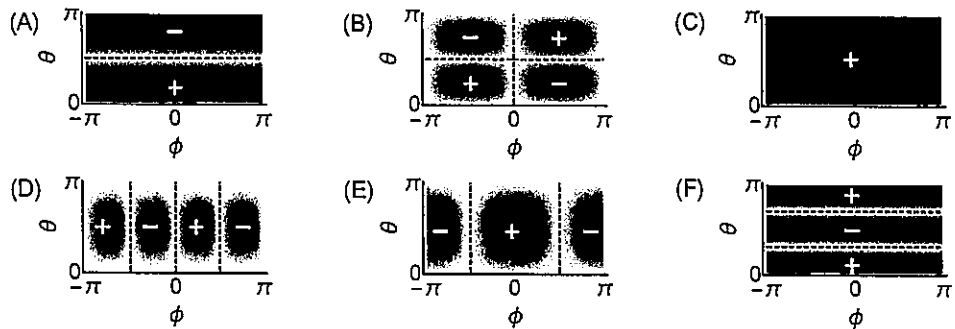 (A) π θ 0 − + −π 0 π ϕ
(B) π θ 0 − + + − −π 0 π ϕ
(C) π θ 0 + −π 0 π ϕ
(D) π θ 0 + − + − −π 0 π ϕ
(E) π θ 0 − + − −π 0 π ϕ
(F) π θ 0 + − + −π 0 π ϕ